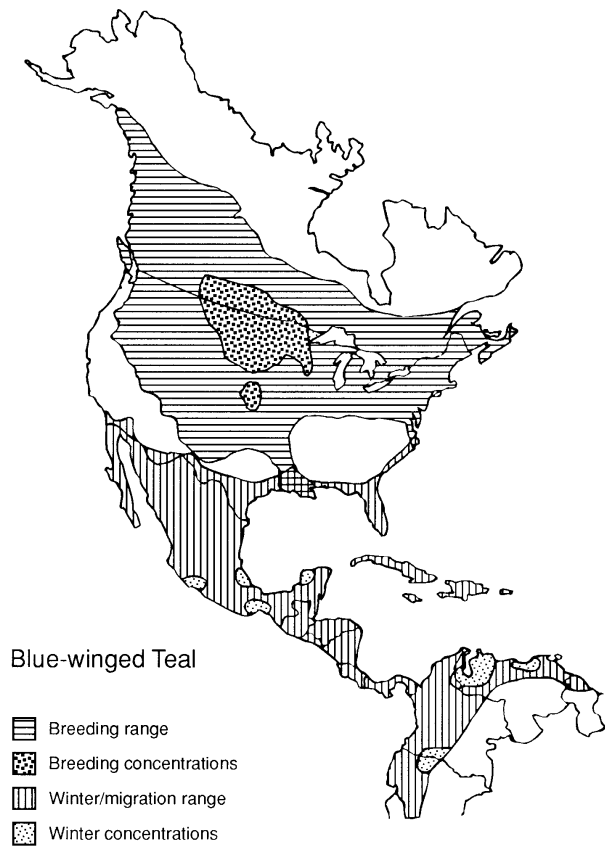 Blue-winged Teal
Breeding range
Breeding concentrations
Winter/migration range
Winter concentrations